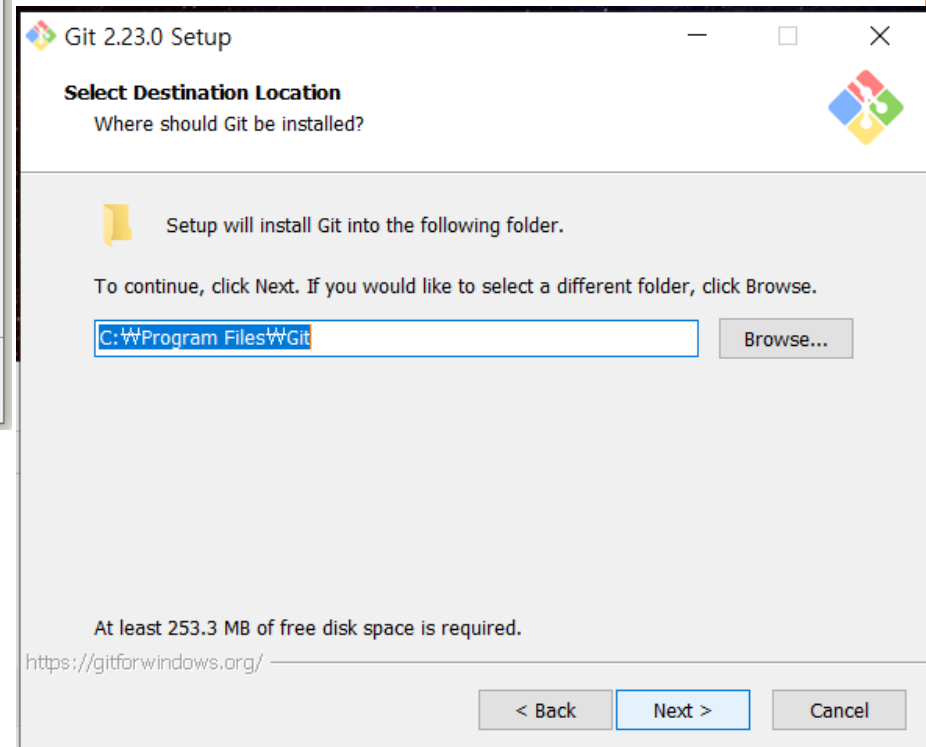 Git 2.23.0 Setup
Select Destination Location
Where should Git be installed?
Setup will install Git into the following folder.
To continue, click Next. If you would like to select a different folder, click Browse.
C:₩Program Files₩Git
Browse...
At least 253.3 MB of free disk space is required.
https://gitforwindows.org/
< Back
Next >
Cancel